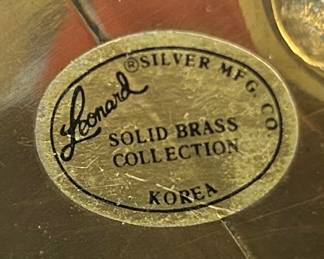 Leonard ® SILVER MFG. CO
SOLID BRASS
COLLECTION
KOREA